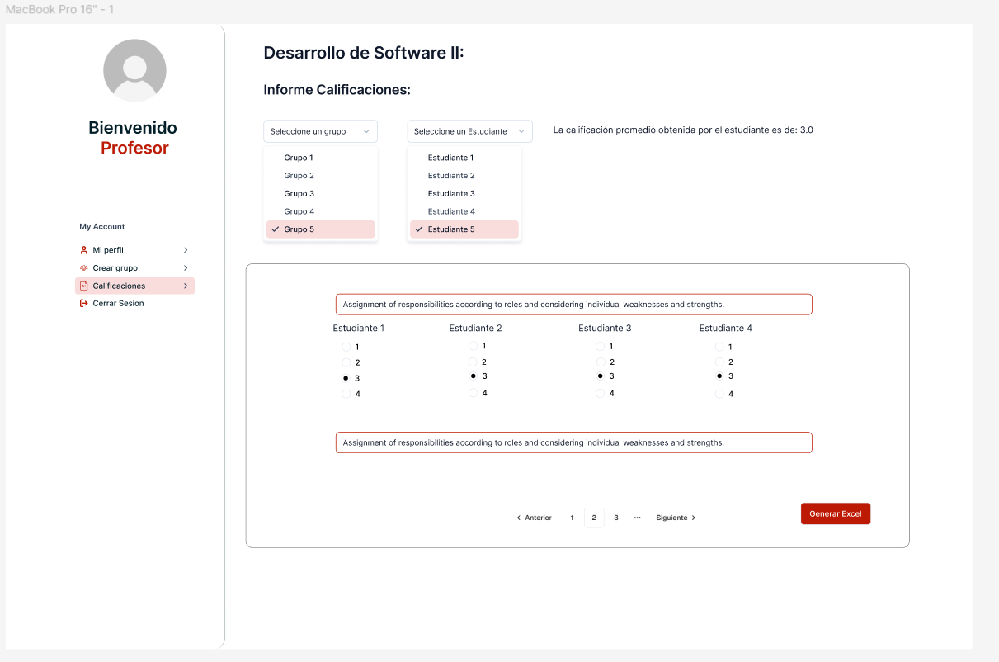 MacBook Pro 16" - 1
Bienvenido
Profesor
My Account
Mi perfil
Crear grupo
Calificaciones
Cerrar Sesion
Desarrollo de Software II:
Informe Calificaciones:
Seleccione un grupo
Grupo 1
Grupo 2
Grupo 3
Grupo 4
Grupo 5
Seleccione un Estudiante
Estudiante 1
Estudiante 2
Estudiante 3
Estudiante 4
Estudiante 5
La calificación promedio obtenida por el estudiante es de: 3.0
Assignment of responsibilities according to roles and considering individual weaknesses and strengths.
Estudiante 1
1
2
3
4
Estudiante 2
1
2
3
4
Estudiante 3
1
2
3
4
Estudiante 4
1
2
3
4
Assignment of responsibilities according to roles and considering individual weaknesses and strengths.
Anterior 1 2 3 ... Siguiente
Generar Excel